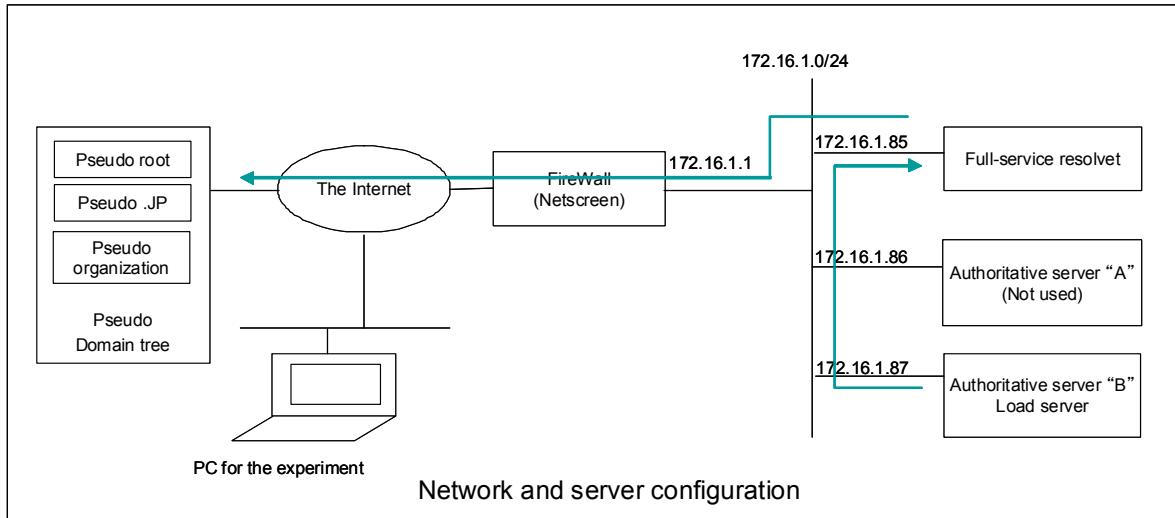 172.16.1.0/24
Pseudo root
Pseudo .JP
Pseudo
organization
Pseudo
Domain tree
The Internet
FireWall
(Netscreen)
172.16.1.1
172.16.1.85
Full-service resolvet
172.16.1.86
Authoritative server “A”
(Not used)
172.16.1.87
Authoritative server “B”
Load server
PC for the experiment
Network and server configuration